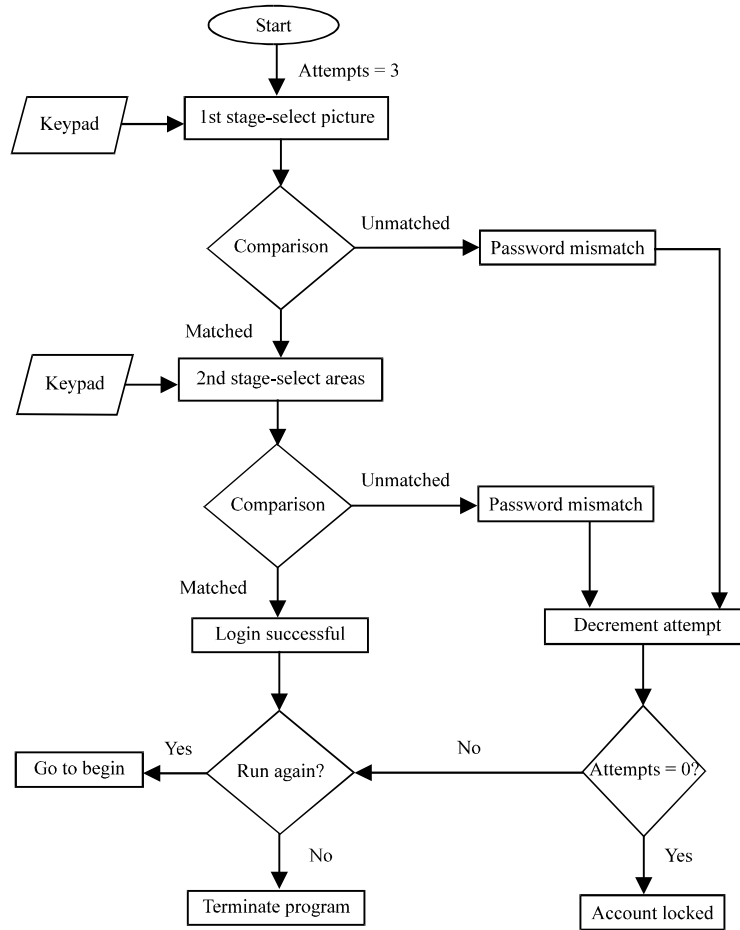 Start
Attempts = 3
Keypad
1st stage-select picture
Comparison
Unmatched
Password mismatch
Matched
Keypad
2nd stage-select areas
Comparison
Unmatched
Password mismatch
Matched
Login successful
Decrement attempt
Go to begin
Yes
Run again?
No
Attempts = 0?
No
Yes
Terminate program
Account locked